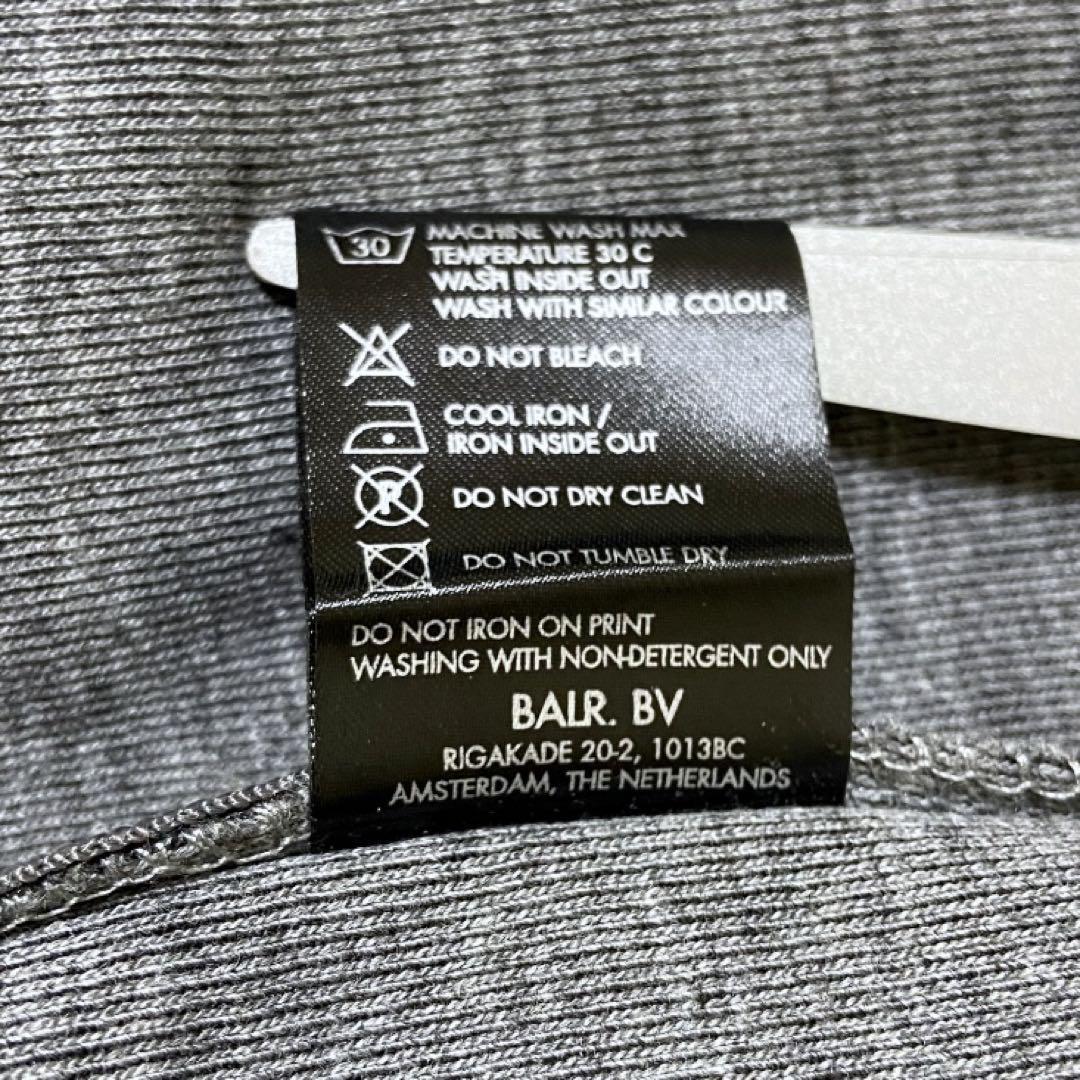 30 MACHINE WASH MAX
TEMPERATURE 30 C
WASH INSIDE OUT
WASH WITH SIMILAR COLOUR
DO NOT BLEACH
COOL IRON /
IRON INSIDE OUT
P DO NOT DRY CLEAN
DO NOT TUMBLE DRY
DO NOT IRON ON PRINT
WASHING WITH NON-DETERGENT ONLY
BALR. BV
RIGAKADE 20-2, 1013BC
AMSTERDAM, THE NETHERLANDS